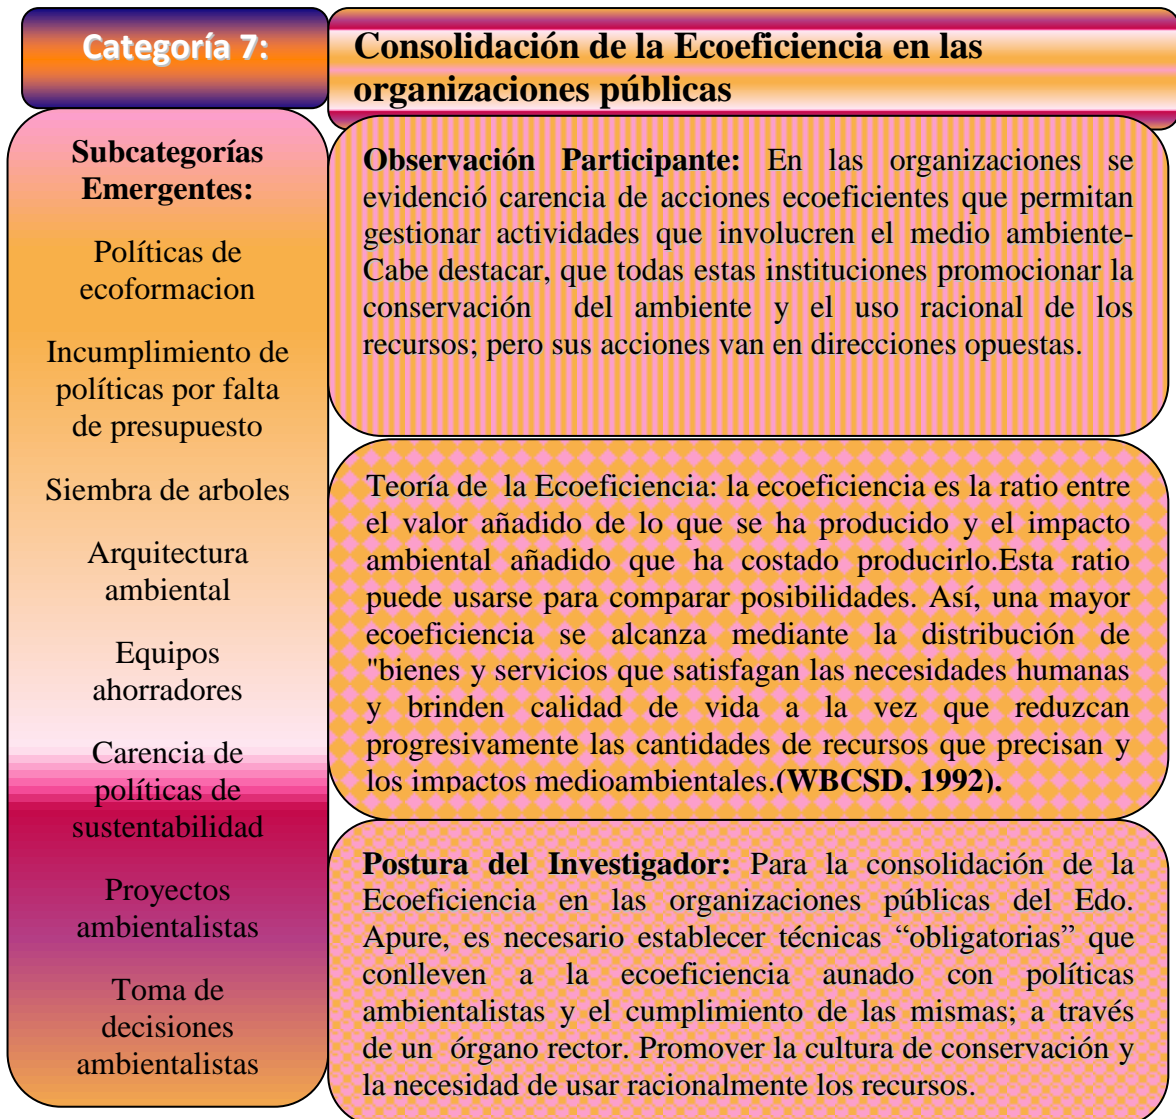 Categoría 7:
Consolidación de la Ecoeficiencia en las
organizaciones públicas
Subcategorías
Emergentes:
Políticas de
ecoformacion
Incumplimiento de
políticas por falta
de presupuesto
Siembra de arboles
Arquitectura
ambiental
Equipos
ahorradores
Carencia de
políticas de
sustentabilidad
Proyectos
ambientalistas
Toma de
decisiones
ambientalistas
Observación Participante: En las organizaciones se
evidenció carencia de acciones ecoeficientes que permitan
gestionar actividades que involucren el medio ambiente-
Cabe destacar, que todas estas instituciones promocionar la
conservación del ambiente y el uso racional de los
recursos; pero sus acciones van en direcciones opuestas.
Teoría de la Ecoeficiencia: la ecoeficiencia es la ratio entre
el valor añadido de lo que se ha producido y el impacto
ambiental añadido que ha costado producirlo.Esta ratio
puede usarse para comparar posibilidades. Así, una mayor
ecoeficiencia se alcanza mediante la distribución de
"bienes y servicios que satisfagan las necesidades humanas
y brinden calidad de vida a la vez que reduzcan
progresivamente las cantidades de recursos que precisan y
los impactos medioambientales.(WBCSD, 1992).
Postura del Investigador: Para la consolidación de la
Ecoeficiencia en las organizaciones públicas del Edo.
Apure, es necesario establecer técnicas “obligatorias” que
conlleven a la ecoeficiencia aunado con políticas
ambientalistas y el cumplimiento de las mismas; a través
de un órgano rector. Promover la cultura de conservación y
la necesidad de usar racionalmente los recursos.